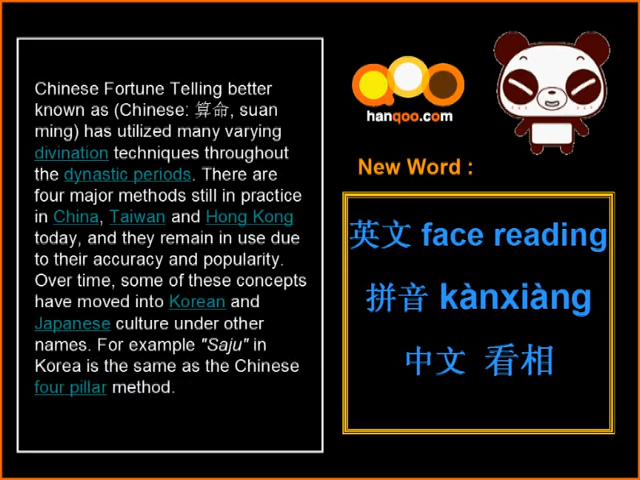 Chinese Fortune Telling better
known as (Chinese: 算命, suan
ming) has utilized many varying
divination techniques throughout
the dynastic periods. There are
four major methods still in practice
in China, Taiwan and Hong Kong
today, and they remain in use due
to their accuracy and popularity.
Over time, some of these concepts
have moved into Korean and
Japanese culture under other
names. For example "Saju" in
Korea is the same as the Chinese
four pillar method.
hanqoo.com
New Word :
英文 face reading
拼音 kànxiàng
中文 看相